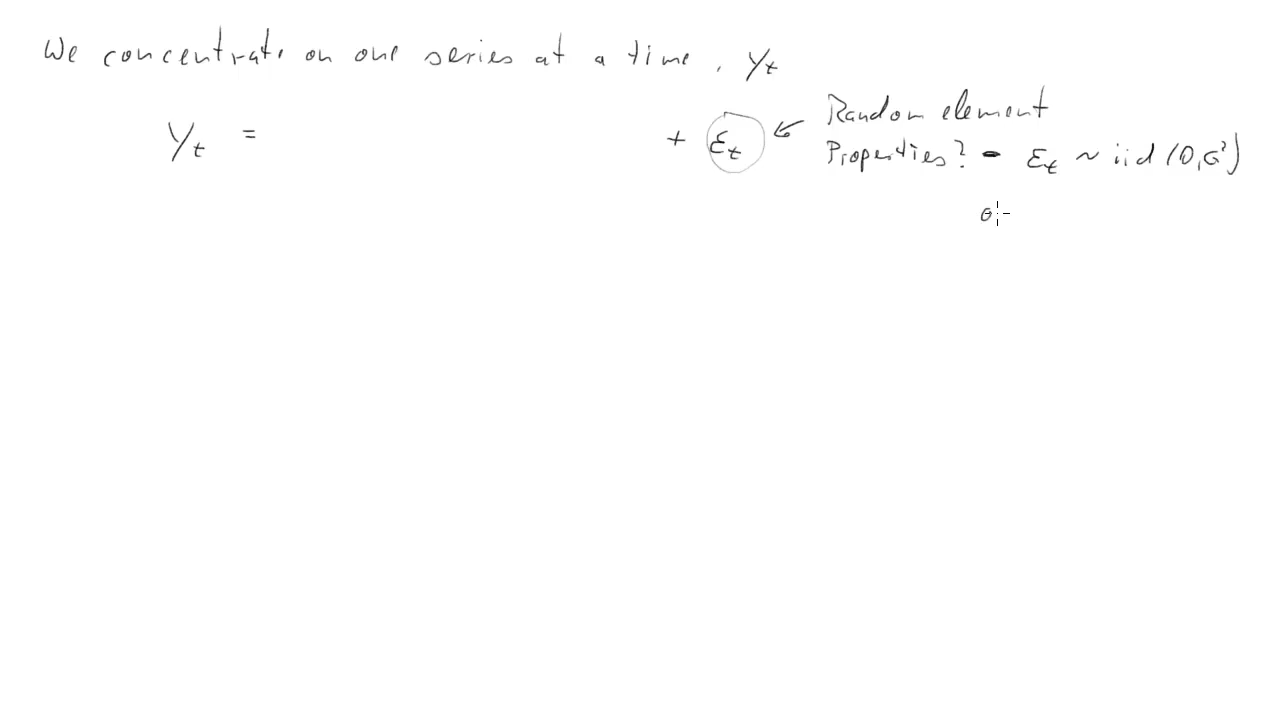 We concentrate on one series at a time, Yt
Random element
Yt = + εt
Properties? - εt ~ iid (0, σ²)